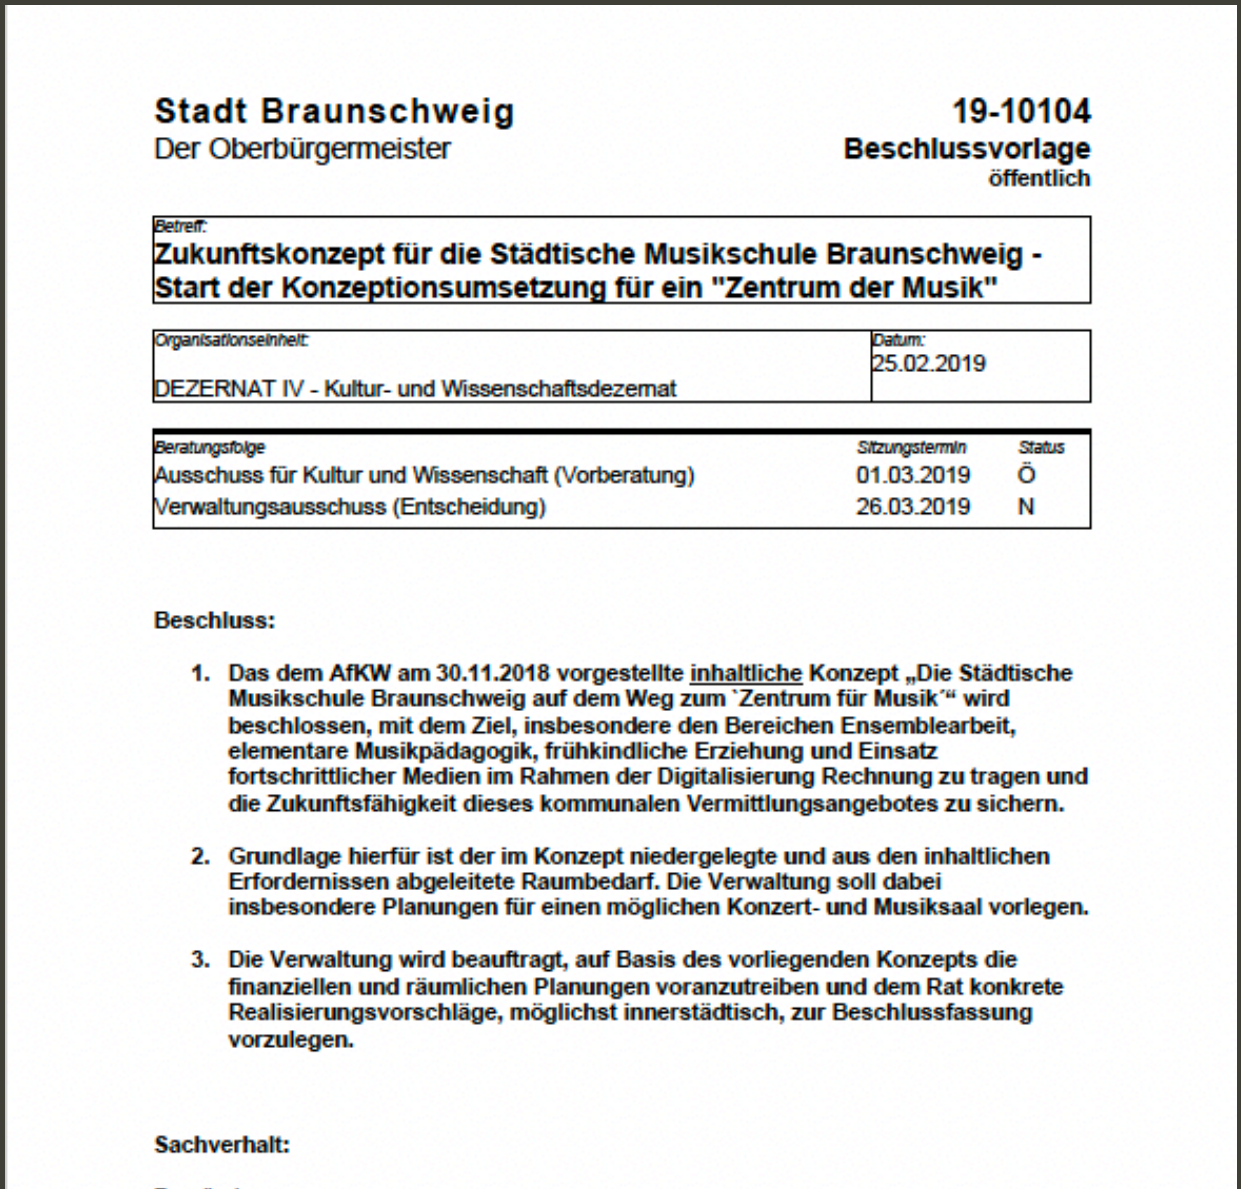 Stadt Braunschweig
Der Oberbürgermeister
19-10104
Beschlussvorlage
öffentlich
Betreff:
Zukunftskonzept für die Städtische Musikschule Braunschweig -
Start der Konzeptionsumsetzung für ein "Zentrum der Musik"
Organisationseinheit:
DEZERNAT IV - Kultur- und Wissenschaftsdezernat
Datum:
25.02.2019
Beratungsfolge Sitzungstermin Status
Ausschuss für Kultur und Wissenschaft (Vorberatung) 01.03.2019 Ö
Verwaltungsausschuss (Entscheidung) 26.03.2019 N
Beschluss:
1. Das dem AfKW am 30.11.2018 vorgestellte inhaltliche Konzept „Die Städtische
Musikschule Braunschweig auf dem Weg zum `Zentrum für Musik´“ wird
beschlossen, mit dem Ziel, insbesondere den Bereichen Ensemblearbeit,
elementare Musikpädagogik, frühkindliche Erziehung und Einsatz
fortschrittlicher Medien im Rahmen der Digitalisierung Rechnung zu tragen und
die Zukunftsfähigkeit dieses kommunalen Vermittlungsangebotes zu sichern.
2. Grundlage hierfür ist der im Konzept niedergelegte und aus den inhaltlichen
Erfordernissen abgeleitete Raumbedarf. Die Verwaltung soll dabei
insbesondere Planungen für einen möglichen Konzert- und Musiksaal vorlegen.
3. Die Verwaltung wird beauftragt, auf Basis des vorliegenden Konzepts die
finanziellen und räumlichen Planungen voranzutreiben und dem Rat konkrete
Realisierungsvorschläge, möglichst innerstädtisch, zur Beschlussfassung
vorzulegen.
Sachverhalt: